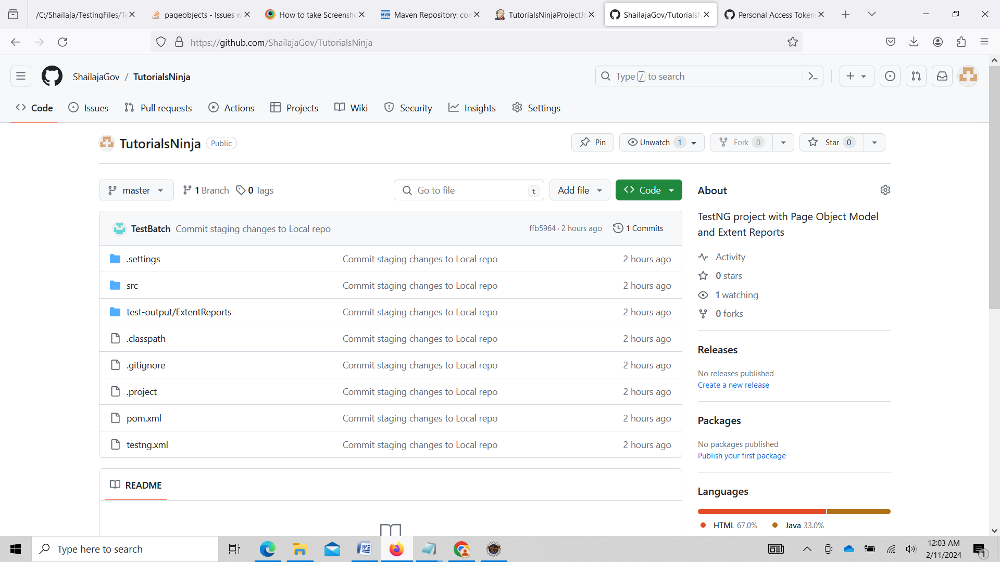 /C:/Shailaja/TestingFiles/Te
pageobjects - Issues w
How to take Screensho
Maven Repository: com
TutorialsNinjaProjectJo
ShailajaGov/TutorialsN
Personal Access Tokens
https://github.com/ShailajaGov/TutorialsNinja
ShailajaGov / TutorialsNinja
Type / to search
Code
Issues
Pull requests
Actions
Projects
Wiki
Security
Insights
Settings
TutorialsNinja Public
Pin
Unwatch 1
Fork 0
Star 0
master
1 Branch
0 Tags
Go to file t
Add file
Code
TestBatch Commit staging changes to Local repo ffb5964 · 2 hours ago 1 Commits
.settings Commit staging changes to Local repo 2 hours ago
src Commit staging changes to Local repo 2 hours ago
test-output/ExtentReports Commit staging changes to Local repo 2 hours ago
.classpath Commit staging changes to Local repo 2 hours ago
.gitignore Commit staging changes to Local repo 2 hours ago
.project Commit staging changes to Local repo 2 hours ago
pom.xml Commit staging changes to Local repo 2 hours ago
testng.xml Commit staging changes to Local repo 2 hours ago
README
About
TestNG project with Page Object Model
and Extent Reports
Activity
0 stars
1 watching
0 forks
Releases
No releases published
Create a new release
Packages
No packages published
Publish your first package
Languages
HTML 67.0% Java 33.0%
Type here to search
12:03 AM
2/11/2024
1